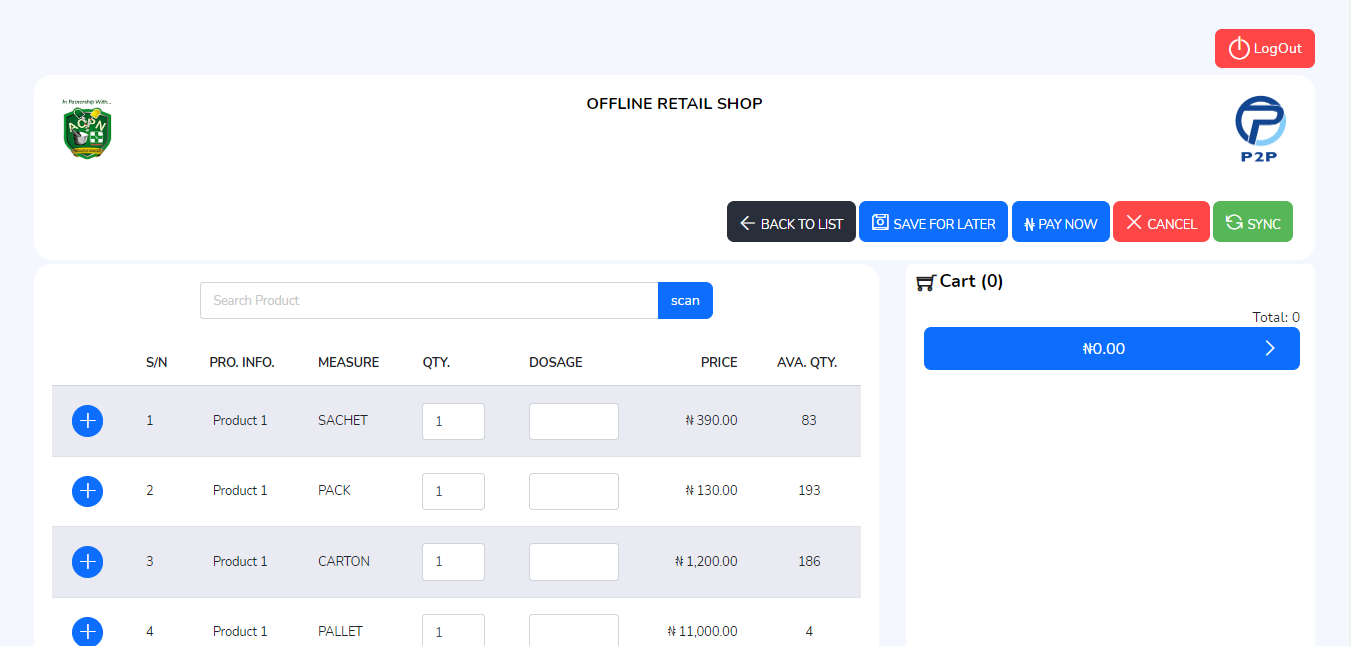 LogOut
In Patnership With...
ACPN
OFFLINE RETAIL SHOP
P2P
BACK TO LIST SAVE FOR LATER ₦ PAY NOW CANCEL SYNC
Search Product scan
Cart (0)
Total: 0
₦0.00
S/N PRO. INFO. MEASURE QTY. DOSAGE PRICE AVA. QTY.
1 Product 1 SACHET 1 ₦ 390.00 83
2 Product 1 PACK 1 ₦ 130.00 193
3 Product 1 CARTON 1 ₦ 1,200.00 186
4 Product 1 PALLET 1 ₦ 11,000.00 4